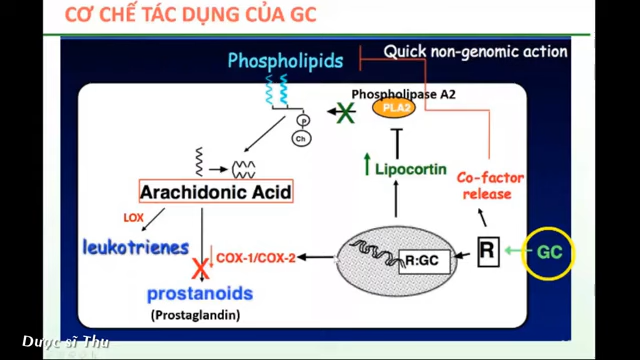 CƠ CHẾ TÁC DỤNG CỦA GC
Quick non-genomic action
Phospholipids
Phospholipase A2
PLA2
X
P
Ch
Lipocortin
Co-factor
release
Arachidonic Acid
LOX
leukotrienes
COX-1/COX-2
R:GC
R
GC
X
prostanoids
(Prostaglandin)
Dược sĩ Thu